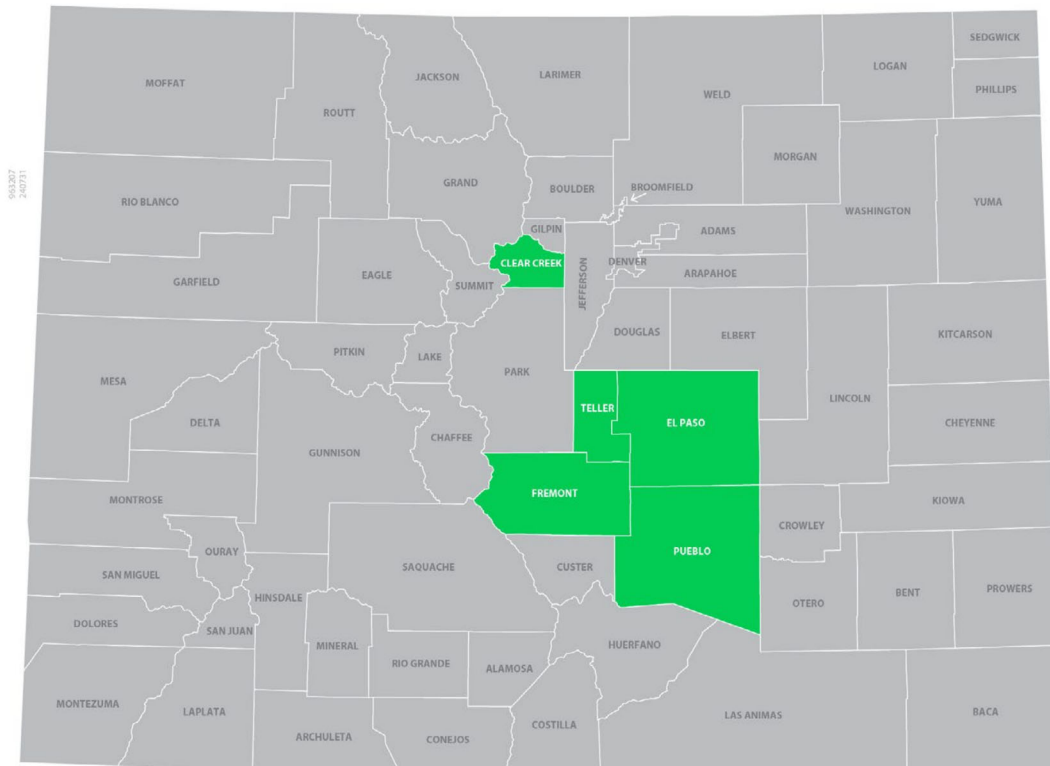 SEDGWICK
LOGAN
JACKSON
LARIMER
MOFFAT
PHILLIPS
WELD
ROUTT
MORGAN
963207
240731
GRAND
BOULDER
BROOMFIELD
RIO BLANCO
YUMA
WASHINGTON
GILPIN
ADAMS
CLEAR CREEK
DENVER
EAGLE
ARAPAHOE
GARFIELD
SUMMIT
JEFFERSON
DOUGLAS
ELBERT
KITCARSON
PITKIN
LAKE
PARK
MESA
LINCOLN
TELLER
DELTA
EL PASO
CHEYENNE
CHAFFEE
GUNNISON
FREMONT
MONTROSE
KIOWA
CROWLEY
OURAY
PUEBLO
SAQUACHE
CUSTER
SAN MIGUEL
BENT
PROWERS
HINSDALE
OTERO
DOLORES
SAN JUAN
MINERAL
HUERFANO
RIO GRANDE
ALAMOSA
MONTEZUMA
LAPLATA
LAS ANIMAS
BACA
COSTILLA
ARCHULETA
CONEJOS